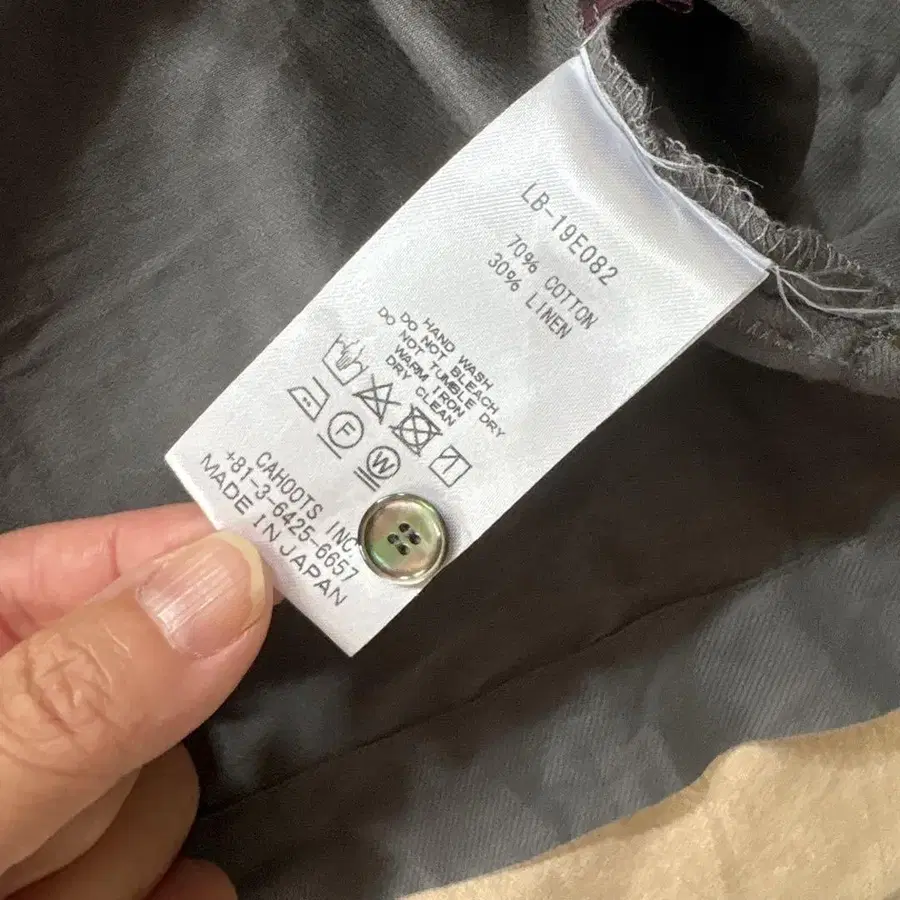 LB-19E082
70% COTTON
30% LINEN
DO HAND WASH
DO NOT BLEACH
DO NOT TUMBLE DRY
WARM IRON
DRY CLEAN
F
W
CAHOOTS INC.
+81-3-6425-6657
MADE IN JAPAN